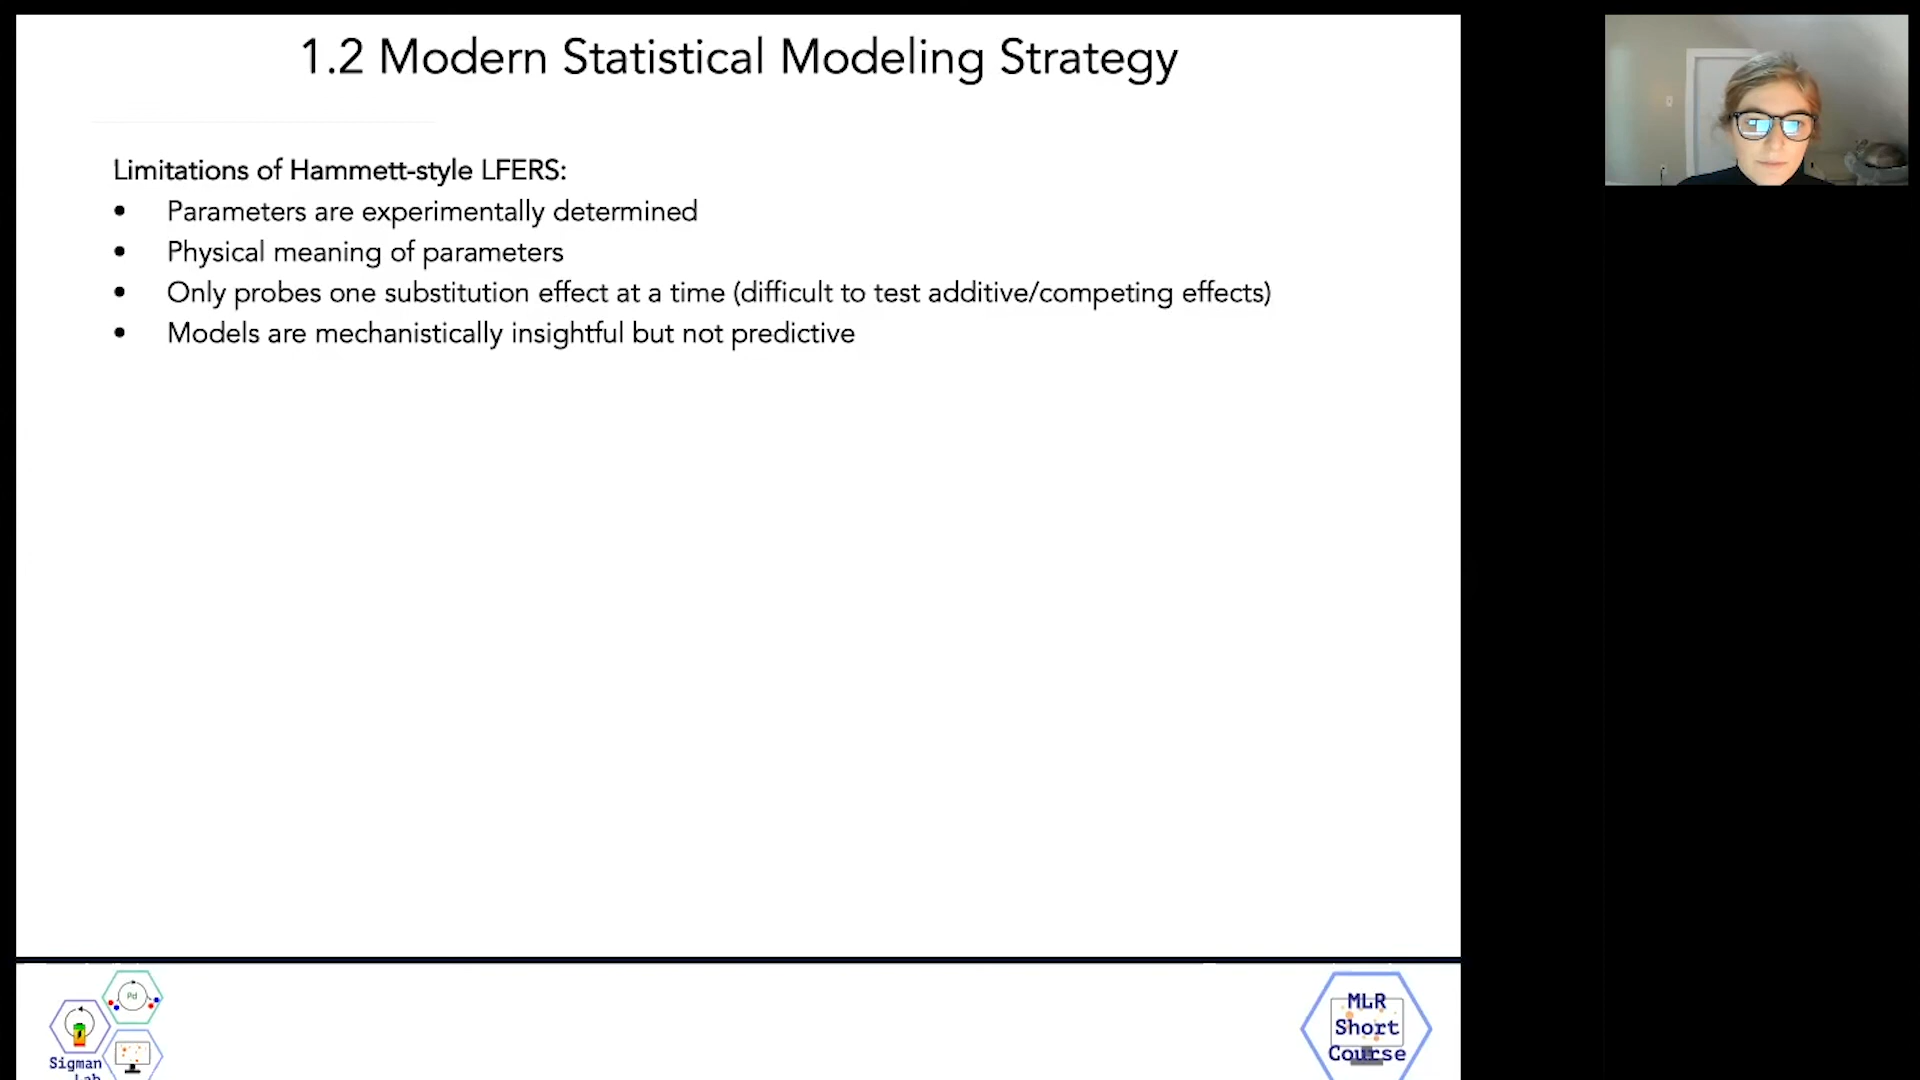 1.2 Modern Statistical Modeling Strategy
Limitations of Hammett-style LFERS:
• Parameters are experimentally determined
• Physical meaning of parameters
• Only probes one substitution effect at a time (difficult to test additive/competing effects)
• Models are mechanistically insightful but not predictive
Pd
Sigman
Lab
MLR
Short
Course